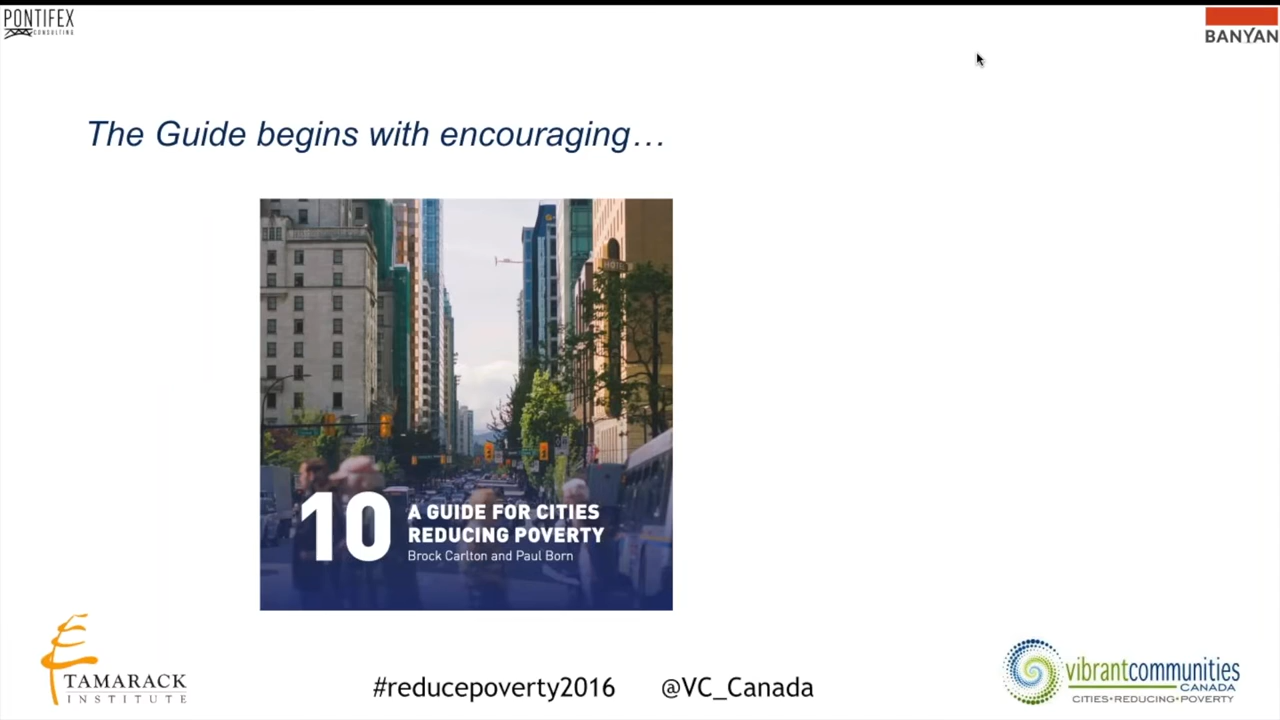 PONTIFEX
CONSULTING
BANYAN
The Guide begins with encouraging…
HOTEL
10
A GUIDE FOR CITIES
REDUCING POVERTY
Brock Carlton and Paul Born
TAMARACK
INSTITUTE
#reducepoverty2016
@VC_Canada
vibrantcommunities
CANADA
CITIES•REDUCING•POVERTY